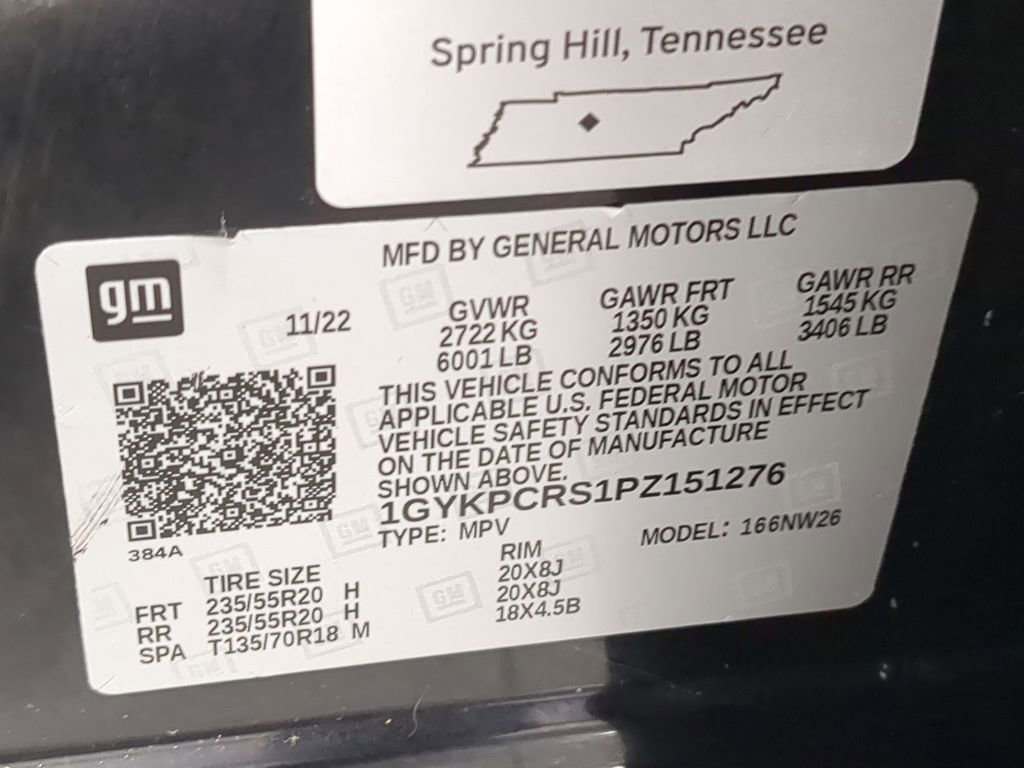 Spring Hill, Tennessee
MFD BY GENERAL MOTORS LLC
gm
11/22
GVWR
2722 KG
6001 LB
GAWR FRT
1350 KG
2976 LB
GAWR RR
1545 KG
3406 LB
THIS VEHICLE CONFORMS TO ALL
APPLICABLE U.S. FEDERAL MOTOR
VEHICLE SAFETY STANDARDS IN EFFECT
ON THE DATE OF MANUFACTURE
SHOWN ABOVE.
1GYKPCRS1PZ151276
TYPE: MPV
MODEL: 166NW26
384A
TIRE SIZE
RIM
FRT 235/55R20 H 20X8J
RR 235/55R20 H 20X8J
SPA T135/70R18 M 18X4.5B